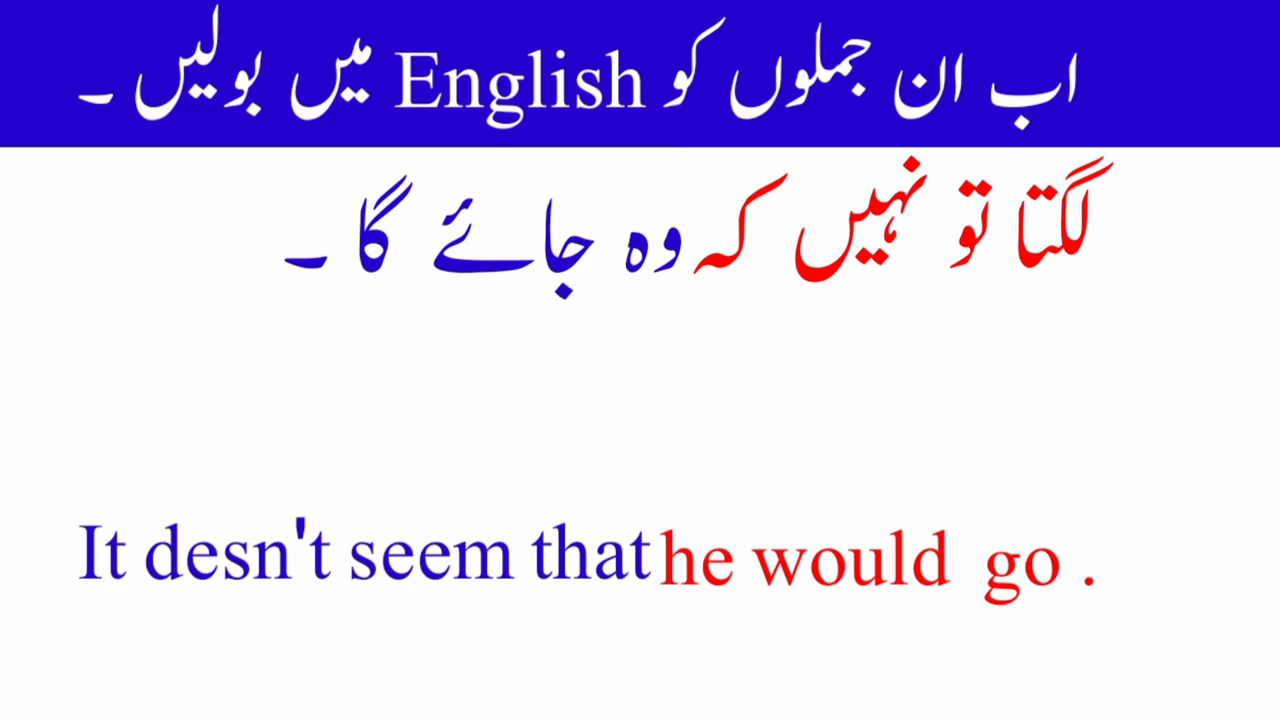 اب ان جملوں کو English میں بولیں ۔
لگتا تو نہیں کہ وہ جائے گا ۔
It desn't seem that he would go .